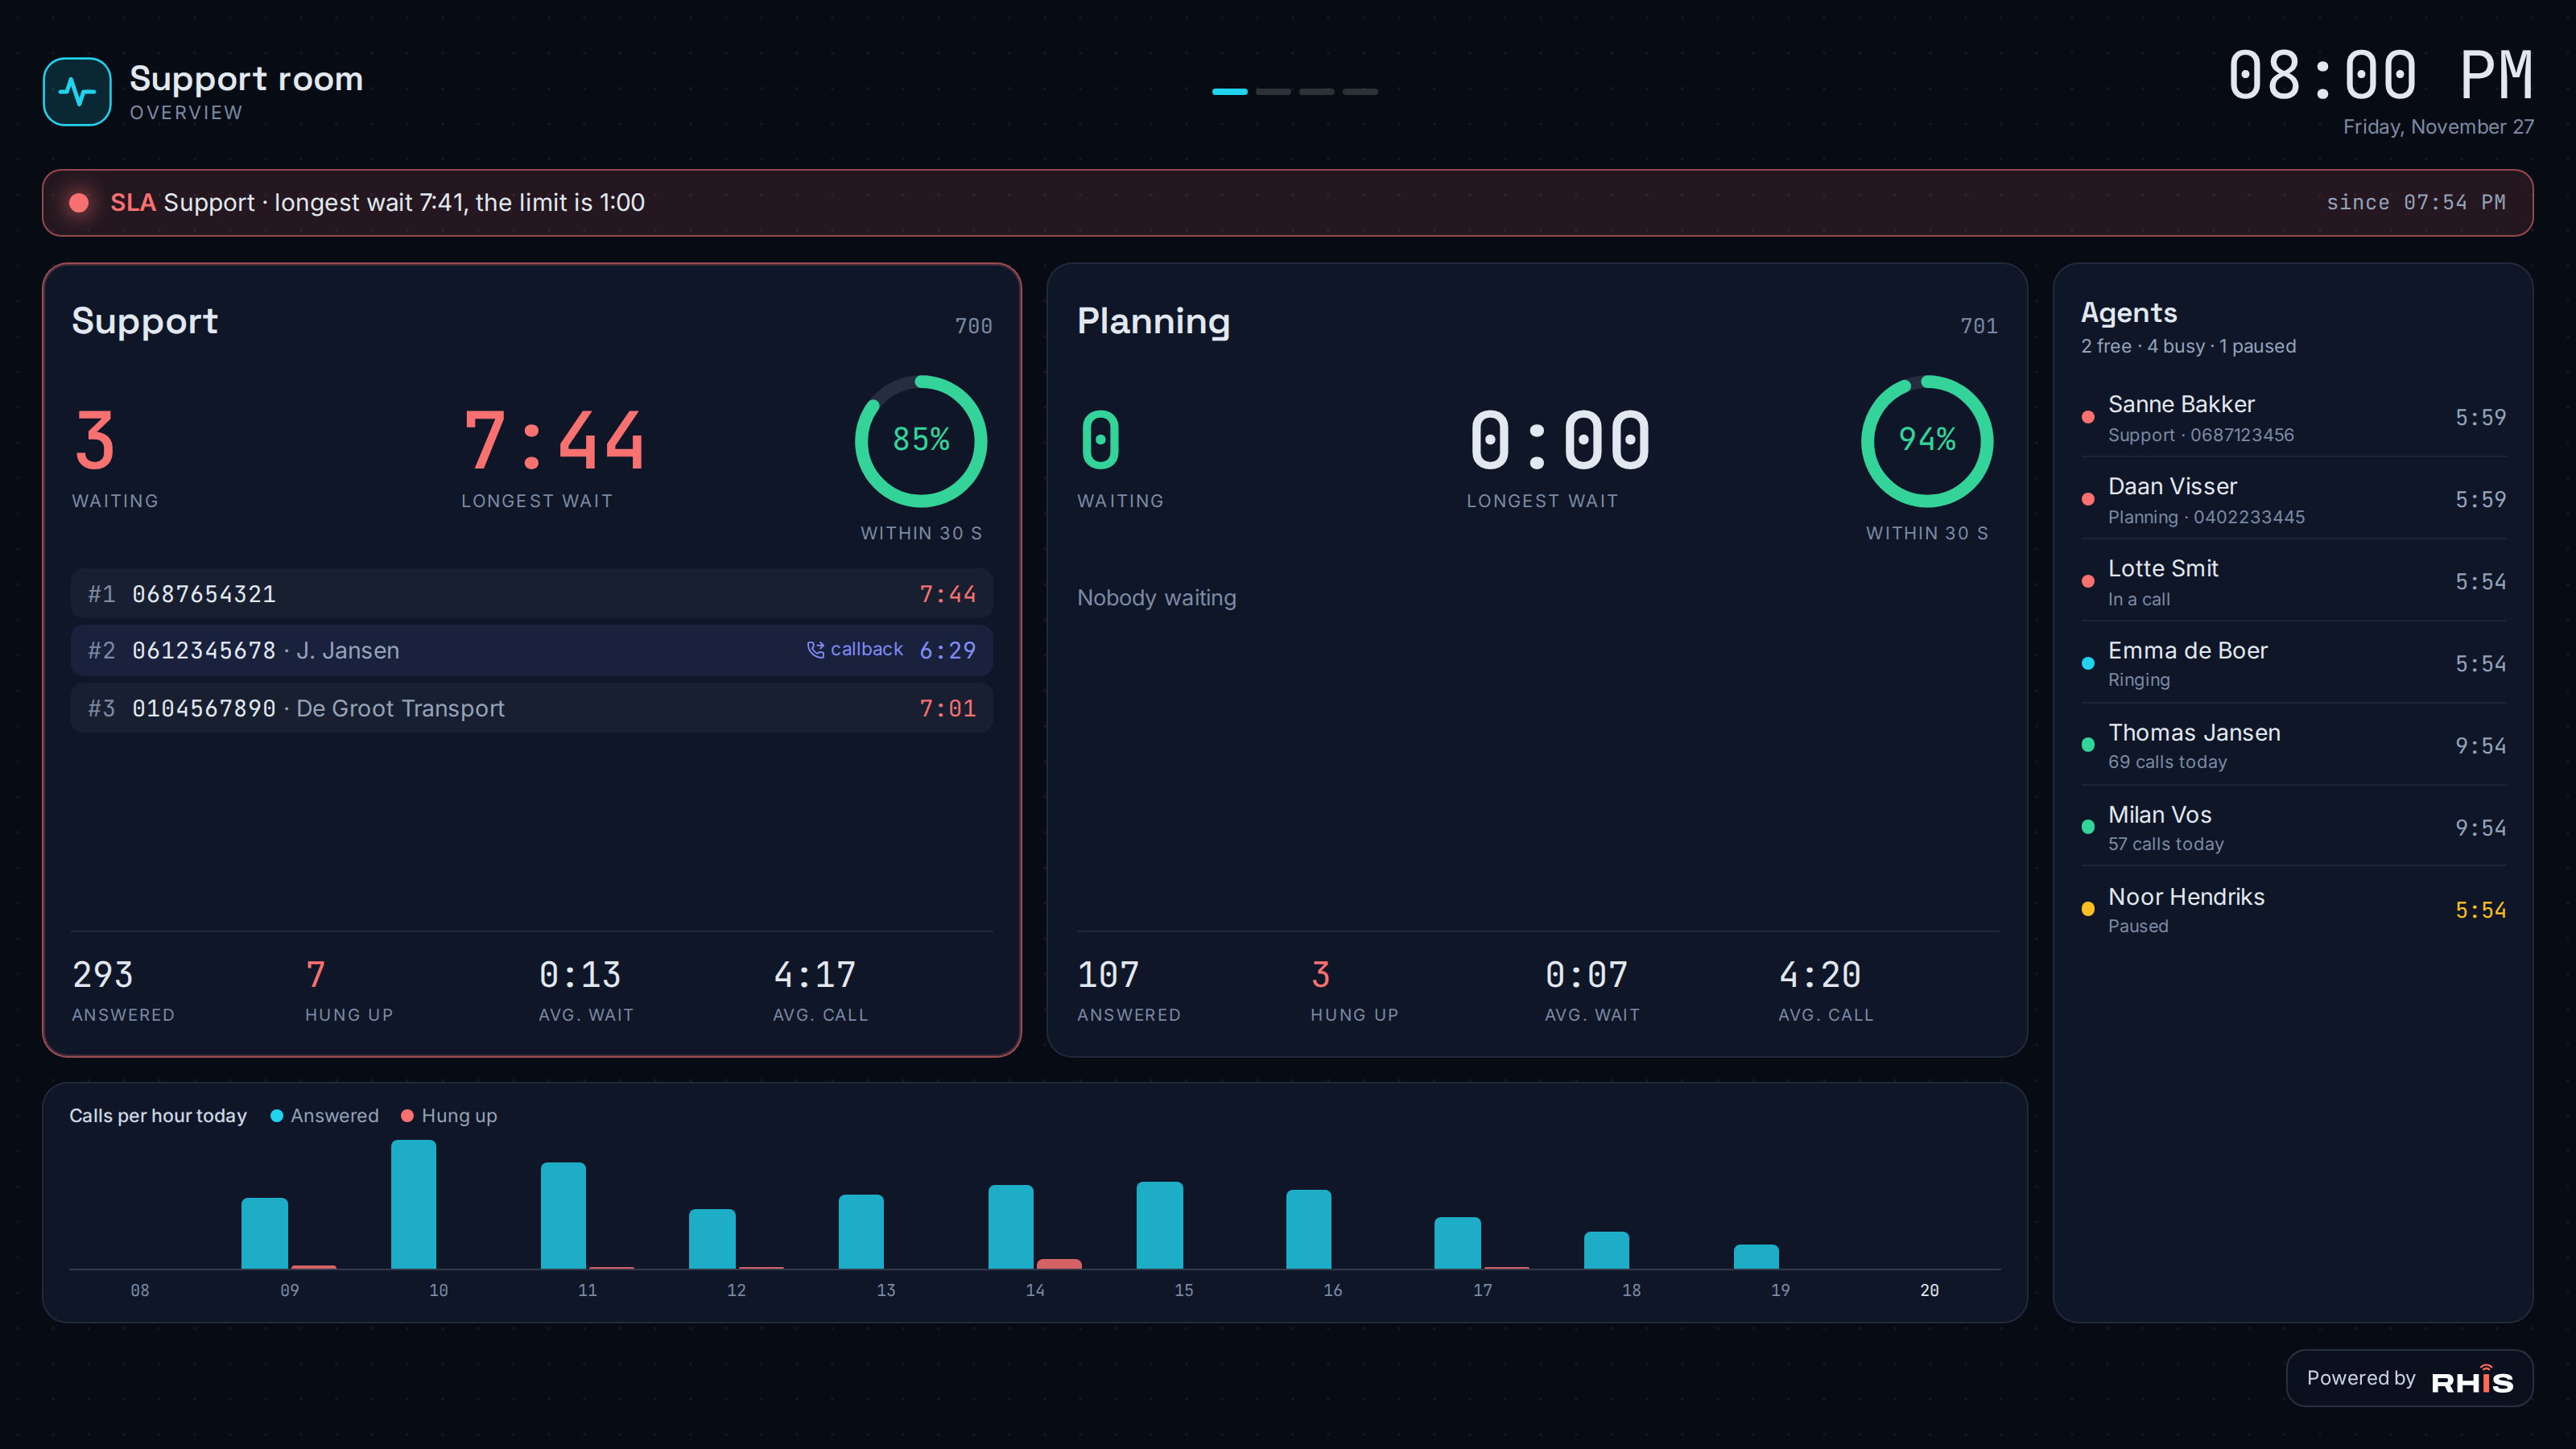 Support room
OVERVIEW
08:00 PM
Friday, November 27
SLA Support · longest wait 7:41, the limit is 1:00
since 07:54 PM
Support
700
3
WAITING
7:44
LONGEST WAIT
85%
WITHIN 30 S
#1 0687654321 7:44
#2 0612345678 · J. Jansen callback 6:29
#3 0104567890 · De Groot Transport 7:01
293
ANSWERED
7
HUNG UP
0:13
AVG. WAIT
4:17
AVG. CALL
Planning
701
0
WAITING
0:00
LONGEST WAIT
94%
WITHIN 30 S
Nobody waiting
107
ANSWERED
3
HUNG UP
0:07
AVG. WAIT
4:20
AVG. CALL
Agents
2 free · 4 busy · 1 paused
Sanne Bakker
Support · 0687123456
5:59
Daan Visser
Planning · 0402233445
5:59
Lotte Smit
In a call
5:54
Emma de Boer
Ringing
5:54
Thomas Jansen
69 calls today
9:54
Milan Vos
57 calls today
9:54
Noor Hendriks
Paused
5:54
Calls per hour today Answered Hung up
08 09 10 11 12 13 14 15 16 17 18 19 20
Powered by RHiS